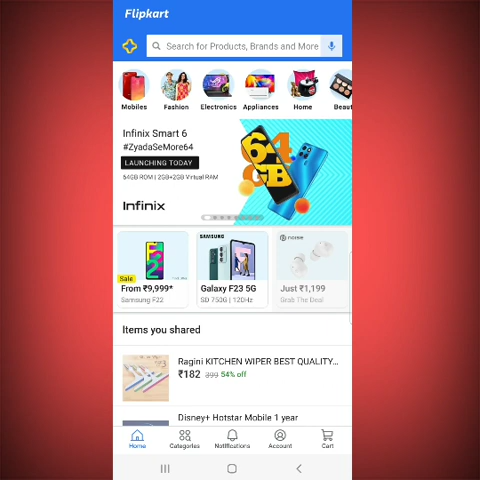 Flipkart
Search for Products, Brands and More
Mobiles
Fashion
Electronics
Appliances
Home
Beaut
Infinix Smart 6
#ZyadaSeMore64
LAUNCHING TODAY
64GB ROM | 2GB+2GB Virtual RAM
Infinix
64
GB
Sale
From ₹9,999*
Samsung F22
SAMSUNG
Galaxy F23 5G
SD 750G | 120Hz
noise
Just ₹1,199
Grab The Deal
Items you shared
Ragini KITCHEN WIPER BEST QUALITY...
₹182 399 54% off
Disney+ Hotstar Mobile 1 year
Home
Categories
Notifications
Account
Cart